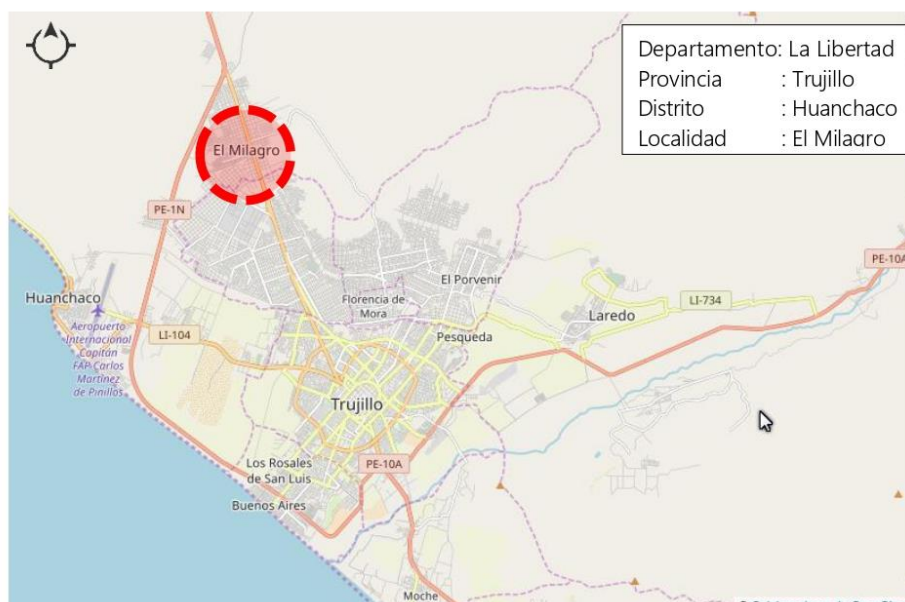 Departamento: La Libertad
Provincia : Trujillo
Distrito : Huanchaco
Localidad : El Milagro
El Milagro
PE-1N
Huanchaco
Aeropuerto
Internacional
Capitán
FAP Carlos
Martínez
de Pinillos
LI-104
Florencia de
Mora
El Porvenir
Pesqueda
Laredo
LI-734
PE-10A
Trujillo
Los Rosales
de San Luis
Buenos Aires
PE-10A
Moche